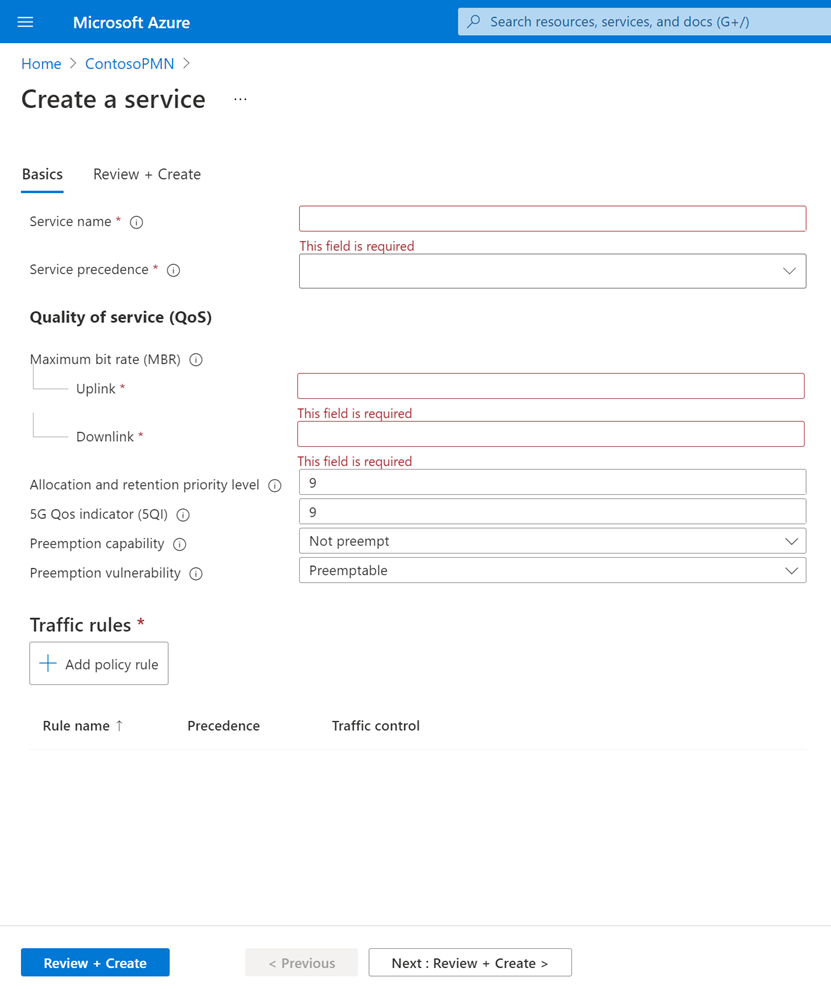 Microsoft Azure
Search resources, services, and docs (G+/)
Home > ContosoPMN >
Create a service ...
Basics Review + Create
Service name *
This field is required
Service precedence *
Quality of service (QoS)
Maximum bit rate (MBR)
Uplink *
This field is required
Downlink *
This field is required
Allocation and retention priority level 9
5G Qos indicator (5QI) 9
Preemption capability Not preempt
Preemption vulnerability Preemptable
Traffic rules *
+ Add policy rule
Rule name ↑ Precedence Traffic control
Review + Create < Previous Next : Review + Create >